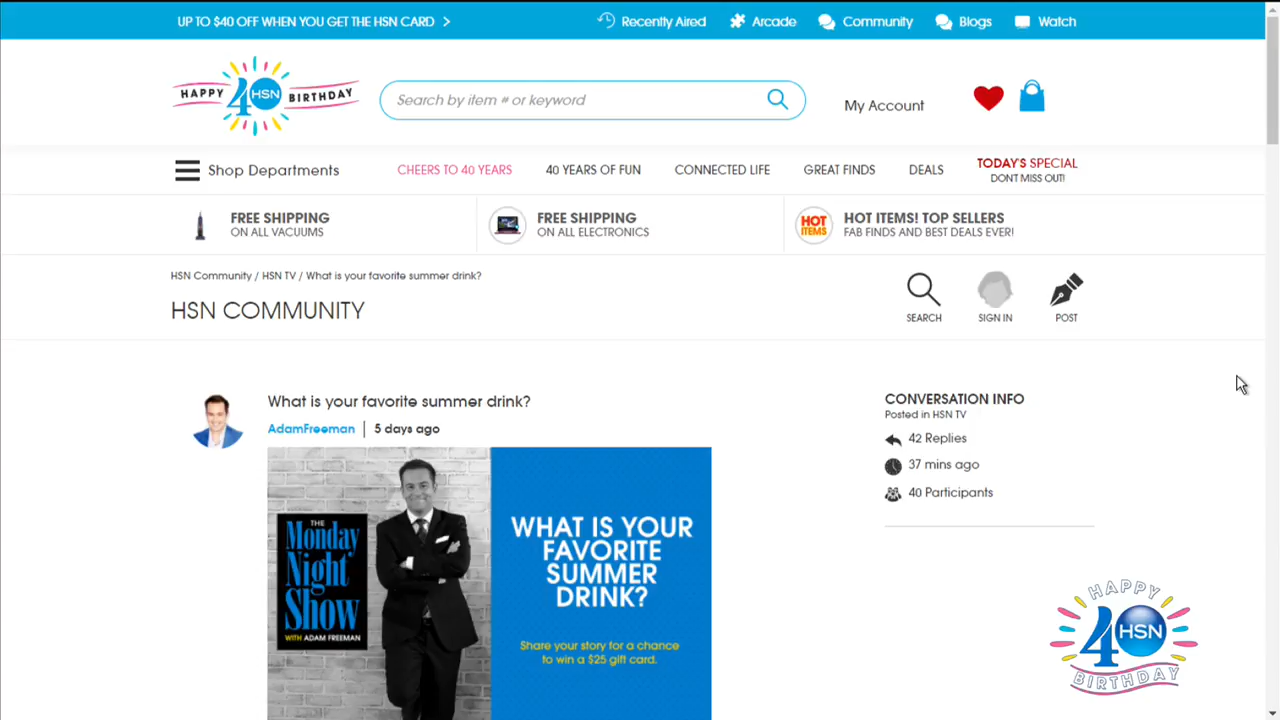 UP TO $40 OFF WHEN YOU GET THE HSN CARD
Recently Aired
Arcade
Community
Blogs
Watch
HAPPY 40 HSN BIRTHDAY
Search by item # or keyword
My Account
Shop Departments
CHEERS TO 40 YEARS
40 YEARS OF FUN
CONNECTED LIFE
GREAT FINDS
DEALS
TODAY'S SPECIAL
DONT MISS OUT!
FREE SHIPPING
ON ALL VACUUMS
FREE SHIPPING
ON ALL ELECTRONICS
HOT
ITEMS
HOT ITEMS! TOP SELLERS
FAB FINDS AND BEST DEALS EVER!
HSN Community / HSN TV / What is your favorite summer drink?
HSN COMMUNITY
SEARCH
SIGN IN
POST
What is your favorite summer drink?
AdamFreeman | 5 days ago
THE
Monday
Night
Show
WITH ADAM FREEMAN
WHAT IS YOUR
FAVORITE
SUMMER
DRINK?
Share your story for a chance
to win a $25 gift card.
CONVERSATION INFO
Posted in HSN TV
42 Replies
37 mins ago
40 Participants
HAPPY
40 HSN
BIRTHDAY